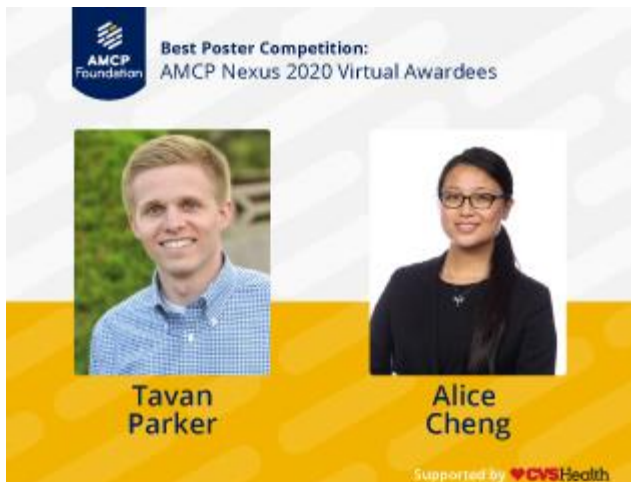 AMCP
Foundation
Best Poster Competition:
AMCP Nexus 2020 Virtual Awardees
Tavan
Parker
Alice
Cheng
Supported by CVSHealth